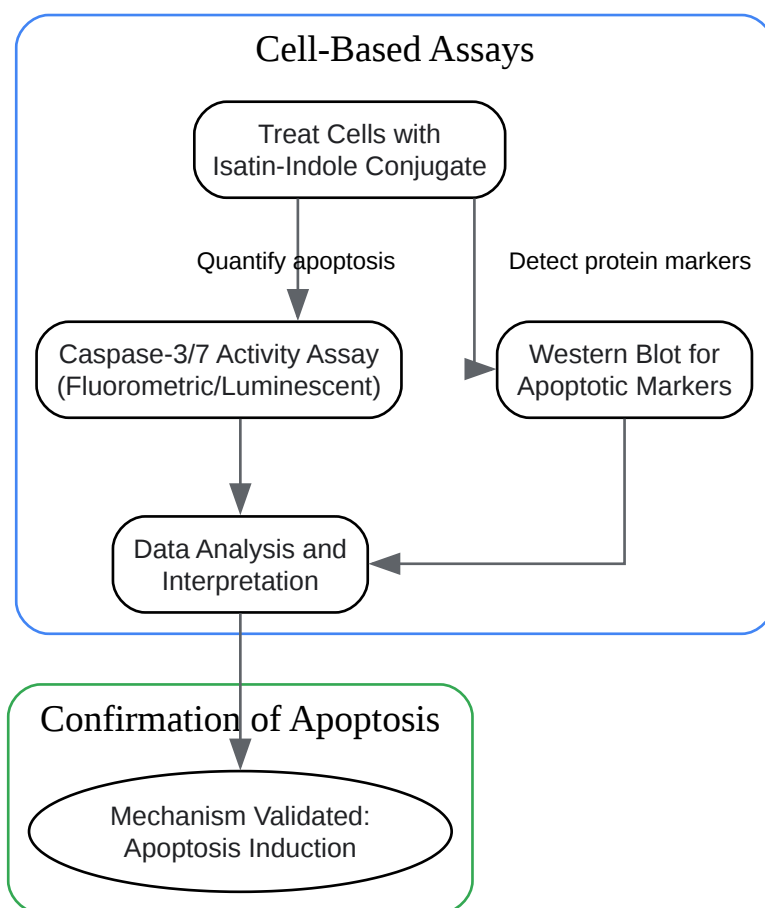 Cell-Based Assays
Treat Cells with
Isatin-Indole Conjugate
Quantify apoptosis
Detect protein markers
Caspase-3/7 Activity Assay
(Fluorometric/Luminescent)
Western Blot for
Apoptotic Markers
Data Analysis and
Interpretation
Confirmation of Apoptosis
Mechanism Validated:
Apoptosis Induction